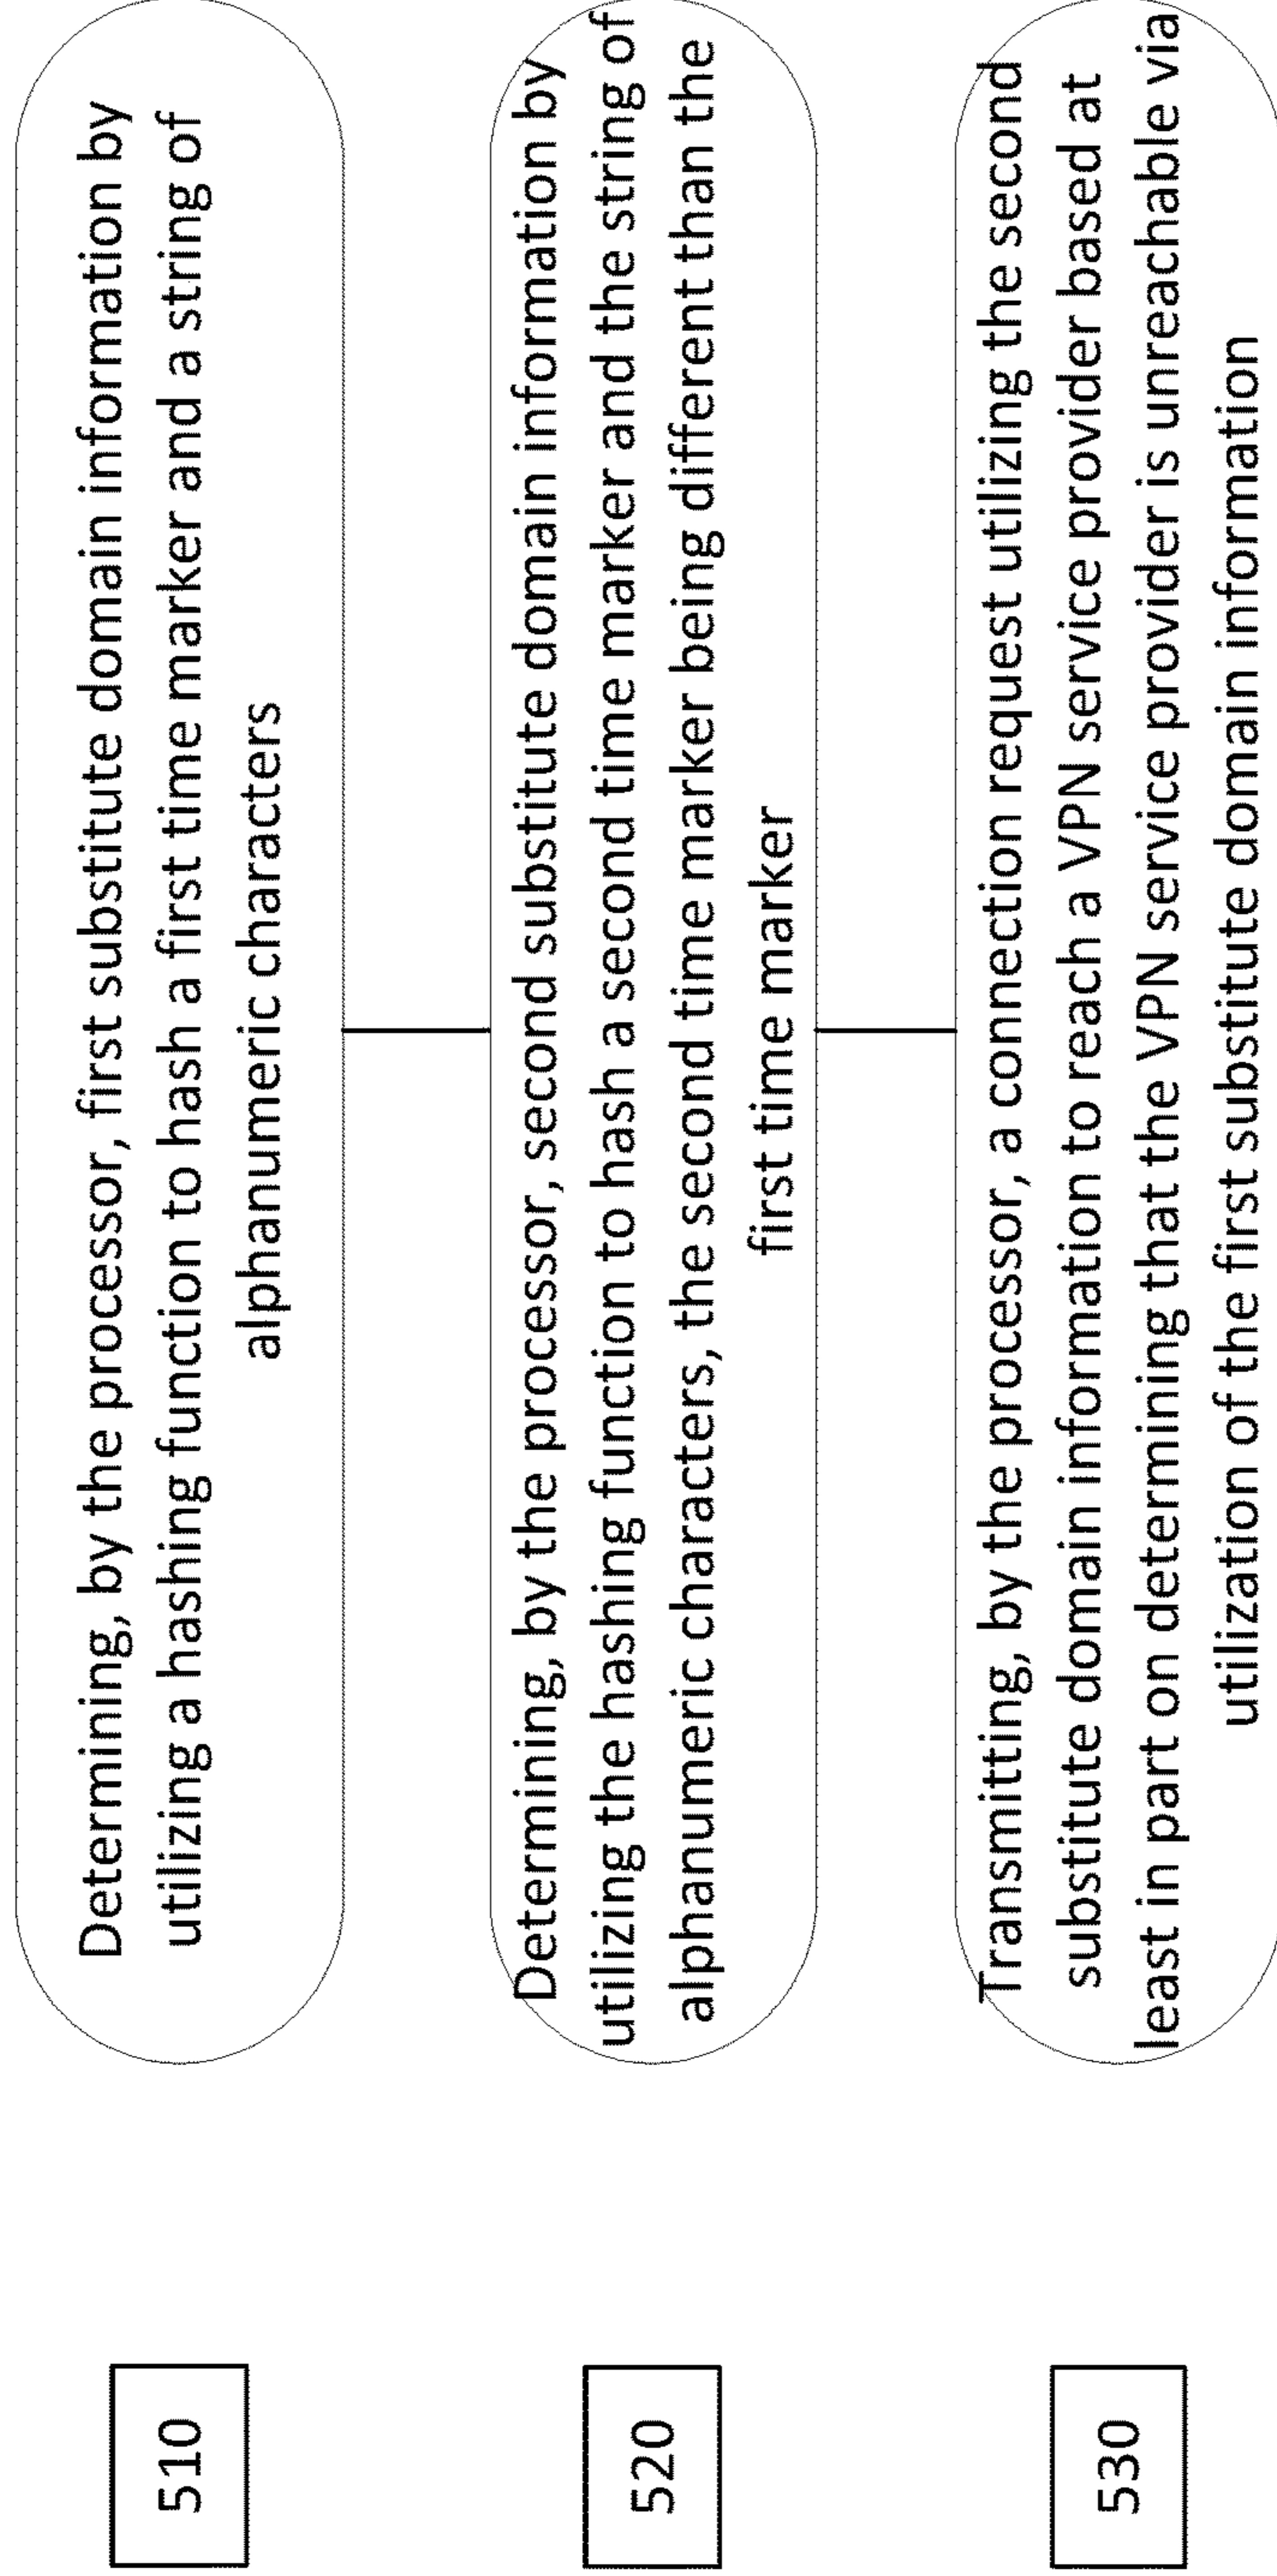 510
Determining, by the processor, first substitute domain information by
utilizing a hashing function to hash a first time marker and a string of
alphanumeric characters
520
Determining, by the processor, second substitute domain information by
utilizing the hashing function to hash a second time marker and the string of
alphanumeric characters, the second time marker being different than the
first time marker
530
Transmitting, by the processor, a connection request utilizing the second
substitute domain information to reach a VPN service provider based at
least in part on determining that the VPN service provider is unreachable via
utilization of the first substitute domain information